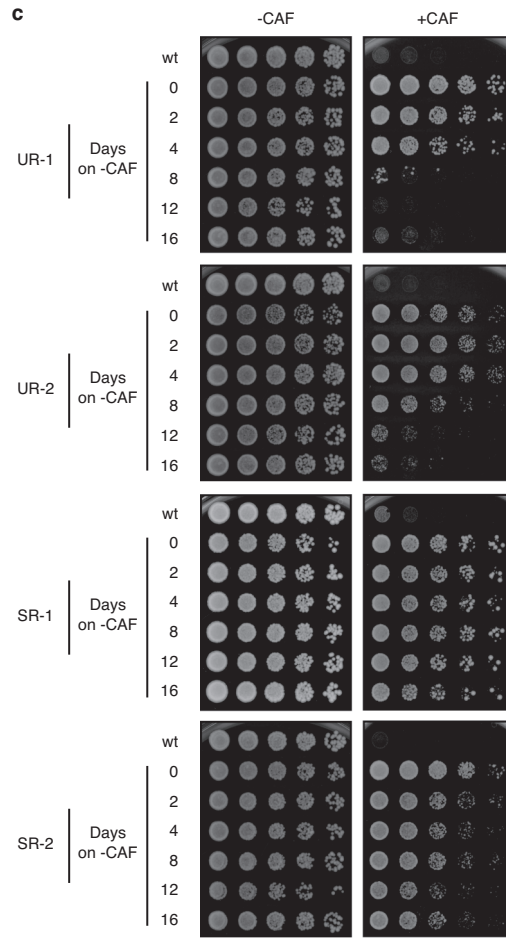 c
-CAF +CAF
wt
0
2
UR-1 Days on -CAF 4
8
12
16
wt
0
2
UR-2 Days on -CAF 4
8
12
16
wt
0
2
SR-1 Days on -CAF 4
8
12
16
wt
0
2
SR-2 Days on -CAF 4
8
12
16